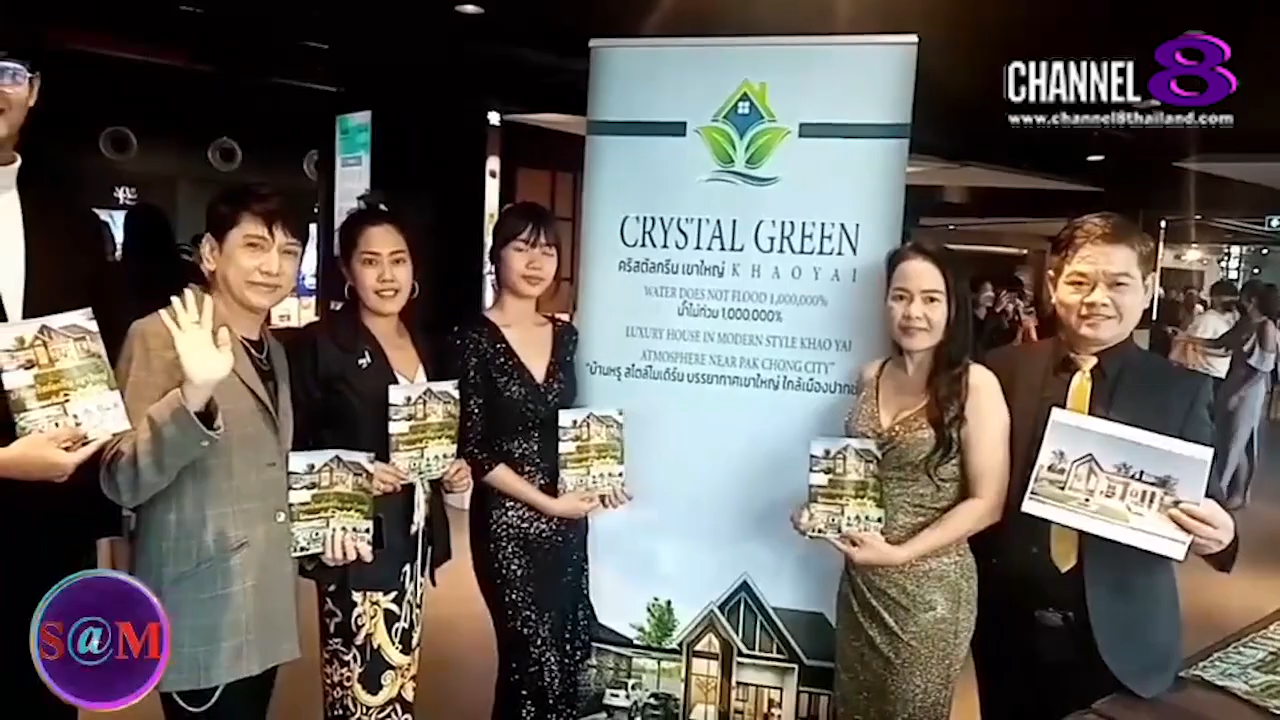 CHANNEL 8
www.channel8thailand.com
CRYSTAL GREEN
คริสตัลกรีน เขาใหญ่ KHAOYAI
WATER DOES NOT FLOOD 1,000,000%
น้ำไม่ท่วม 1,000,000%
LUXURY HOUSE IN MODERN STYLE KHAO YAI
ATMOSPHERE NEAR PAK CHONG CITY"
"บ้านหรู สไตล์โมเดิร์น บรรยากาศเขาใหญ่ ใกล้เมืองปากช
S@M